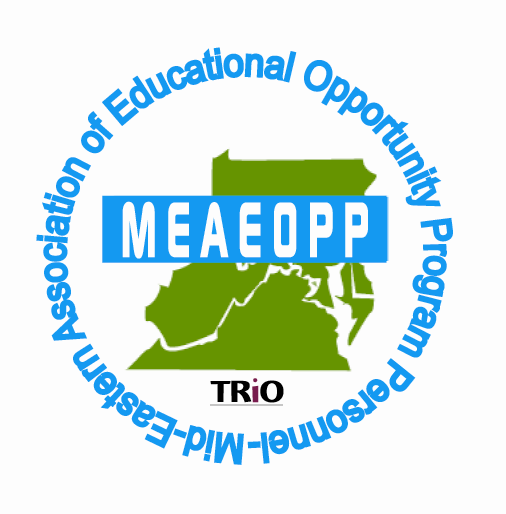 Mid-Eastern Association of Educational Opportunity Program Personnel-
MEAEOPP
TRiO